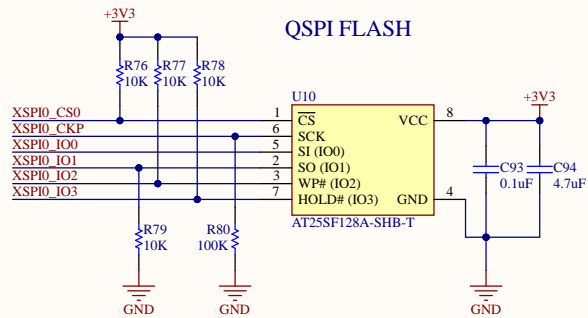 QSPI FLASH
+3V3
R76 R77 R78
10K 10K 10K
U10
+3V3
XSPI0_CS0 1 CS VCC 8
XSPI0_CKP 6 SCK
XSPI0_IO0 5 SI (IO0)
XSPI0_IO1 2 SO (IO1)
XSPI0_IO2 3 WP# (IO2)
XSPI0_IO3 7 HOLD# (IO3) GND 4
C93 C94
0.1uF 4.7uF
AT25SF128A-SHB-T
R79 R80
10K 100K
GND GND GND